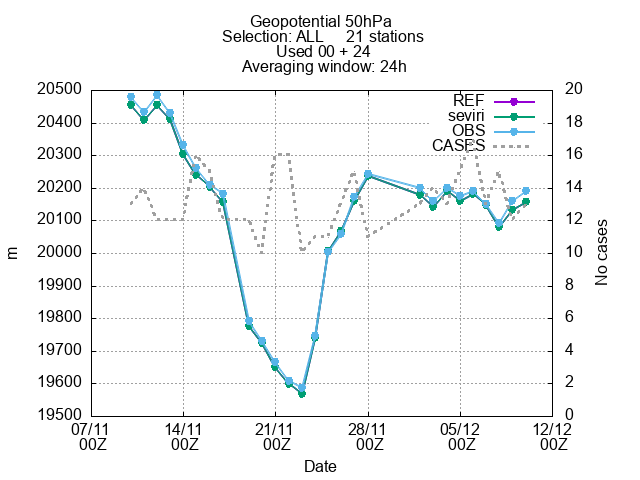 Geopotential 50hPa
Selection: ALL 21 stations
Used 00 + 24
Averaging window: 24h
REF
seviri
OBS
CASES
20500
20400
20300
20200
20100
20000
19900
19800
19700
19600
19500
m
20
18
16
14
12
10
8
6
4
2
0
No cases
07/11 14/11 21/11 28/11 05/12 12/12
00Z 00Z 00Z 00Z 00Z 00Z
Date